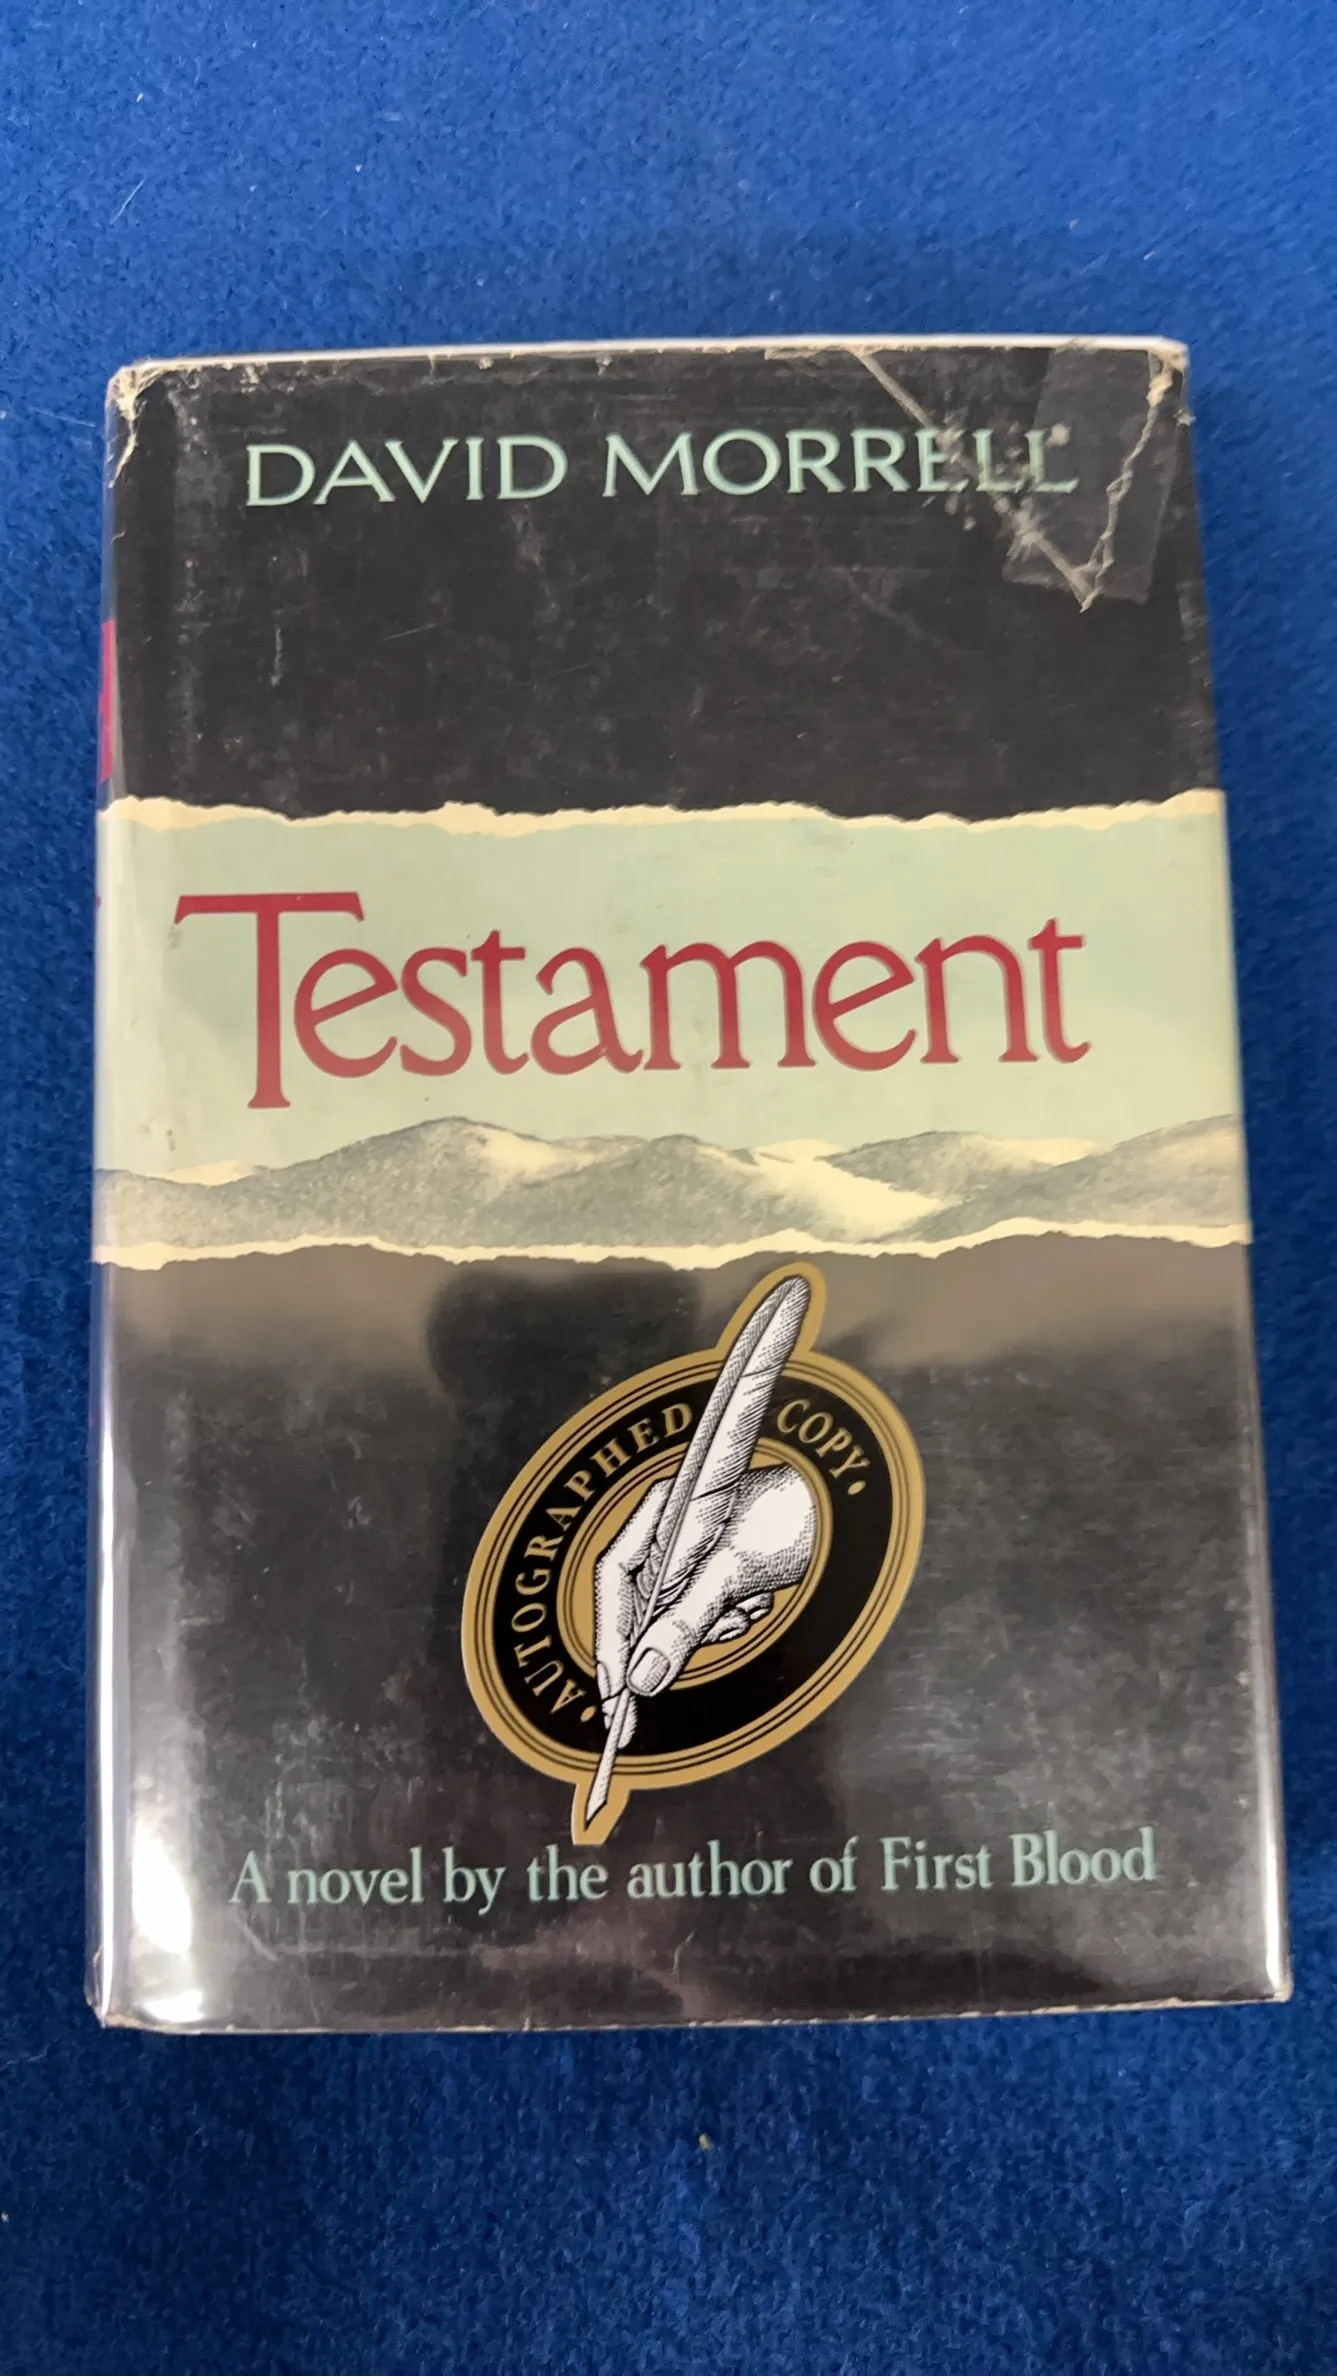 DAVID MORRELL
Testament
•AUTOGRAPHED COPY•
A novel by the author of First Blood